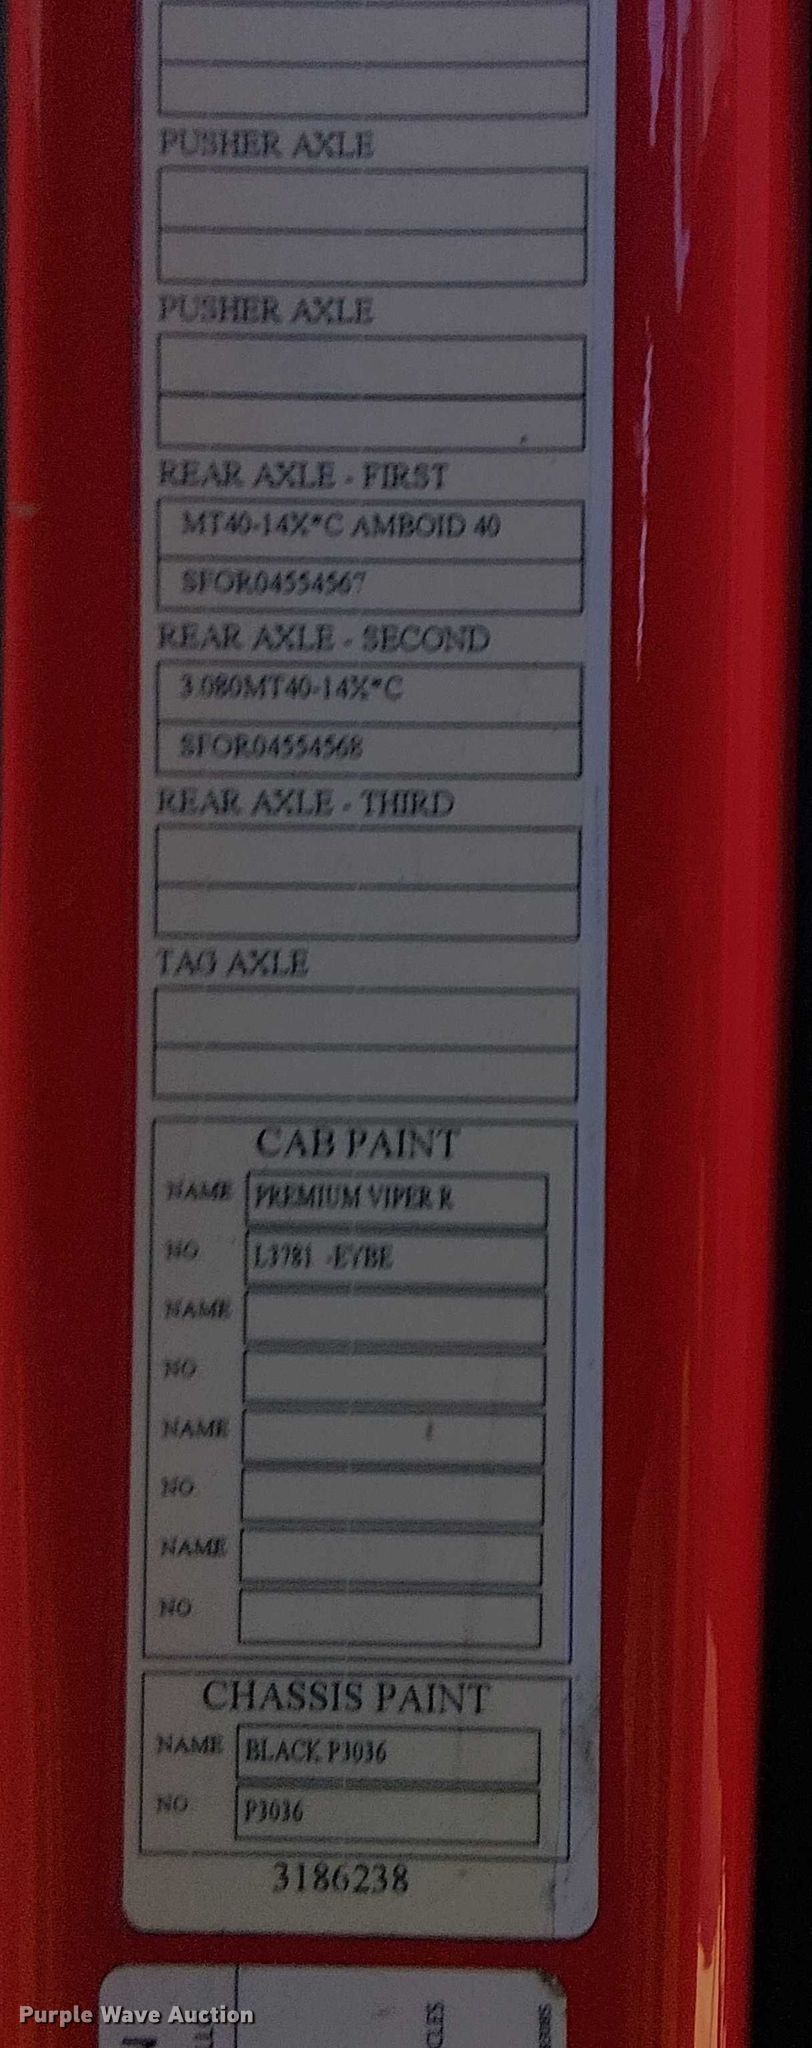 PUSHER AXLE
PUSHER AXLE
REAR AXLE - FIRST
MT40-14X*C AMBOID 40
SFOR04554567
REAR AXLE - SECOND
3.080MT40-14X*C
SFOR04554568
REAR AXLE - THIRD
TAG AXLE
CAB PAINT
NAME PREMIUM VIPER R
NO L3781 -EYBE
NAME
NO
NAME
NO
NAME
NO
CHASSIS PAINT
NAME BLACK P3036
NO P3036
3186238
Purple Wave Auction